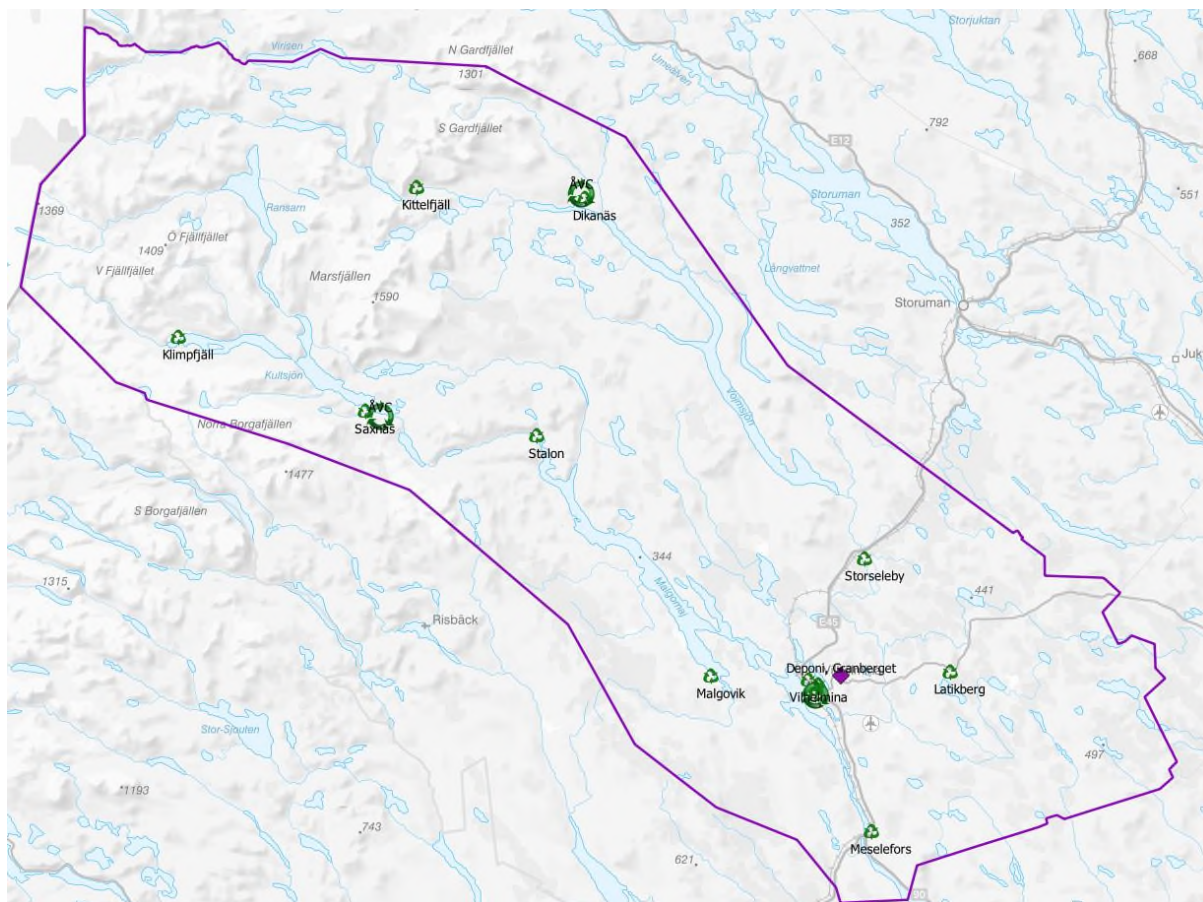 Storjuktan
Virisen
N Gardfjället
1301
Umeälven
668
S Gardfjället
792
E12
ÅVC
Kittelfjäll
Dikanäs
Storuman
551
1369
Ransarn
352
Ö Fjällfjället
1409
V Fjällfjället
Marsfjällen
Långvattnet
1590
Storuman
Klimpfjäll
Juk
Kultsjön
Vojmsjön
ÅVC
Norra Borgafjällen
Saxnäs
Stalon
1477
S Borgafjällen
344
Storseleby
1315
Malgomaj
441
Risbäck
E45
Deponi, Granberget
Malgovik
Vilhelmina
Latikberg
Stor-Sjouten
497
1193
743
Meselefors
621